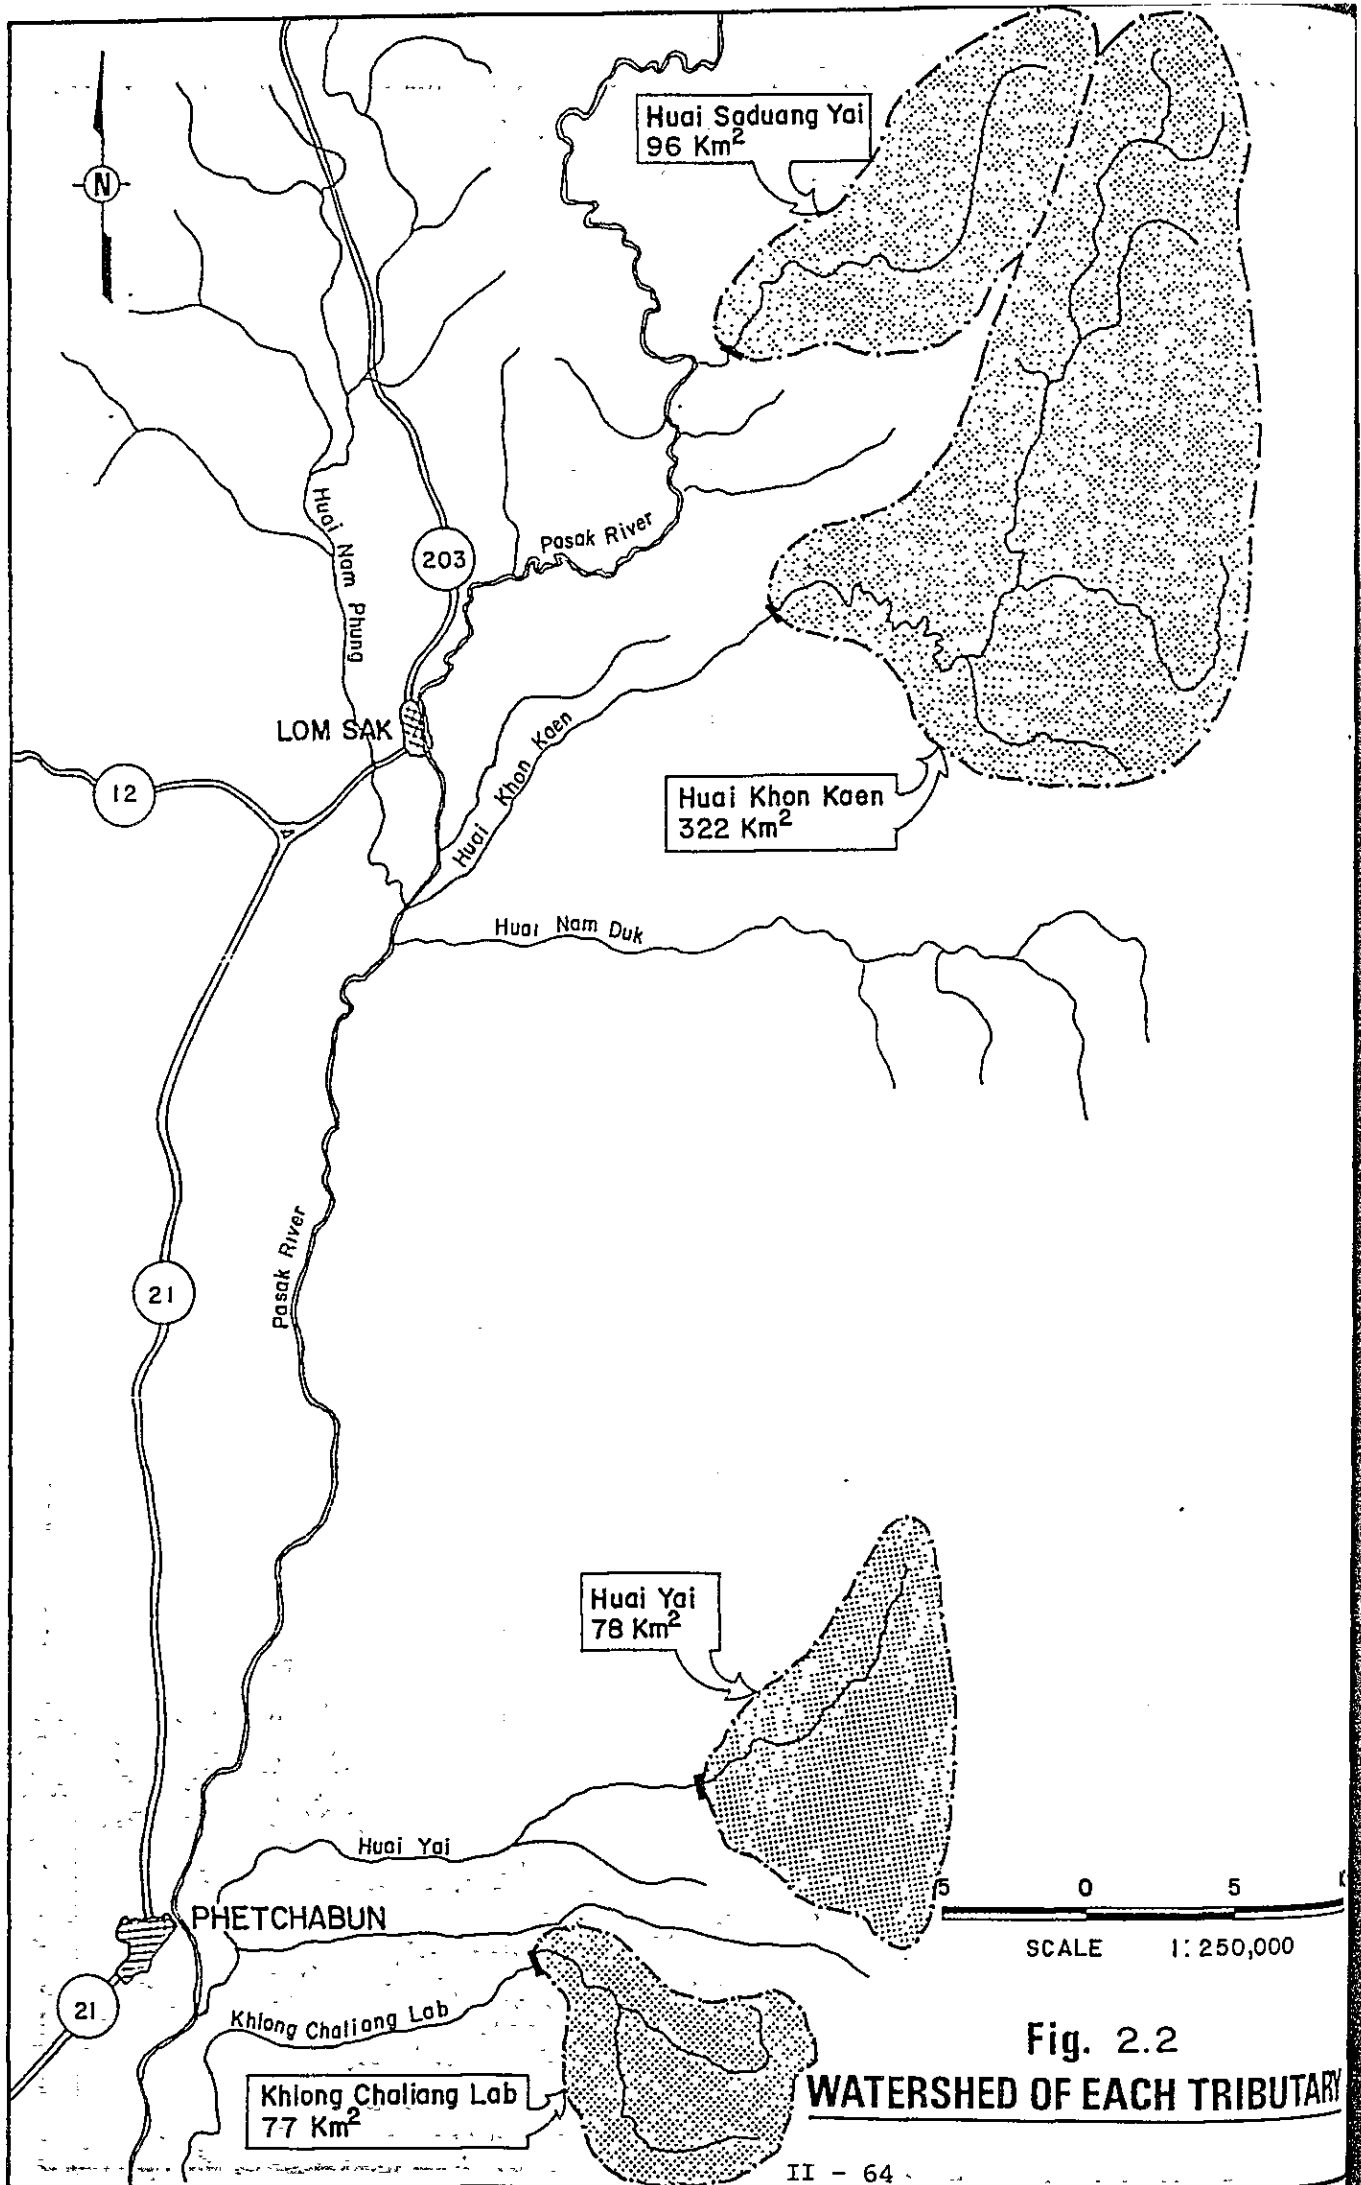 Huai Saduang Yai
96 Km²
N
Huai Nam Phung
203
Pasak River
LOM SAK
12
Huai Khon Kaen
Huai Khon Kaen
322 Km²
Huai Nam Duk
Pasak River
21
Huai Yai
78 Km²
Huai Yai
5 0 5
SCALE 1:250,000
PHETCHABUN
21
Khlong Chaliang Lab
Khlong Chaliang Lab
77 Km²
Fig. 2.2
WATERSHED OF EACH TRIBUTARY
II - 64